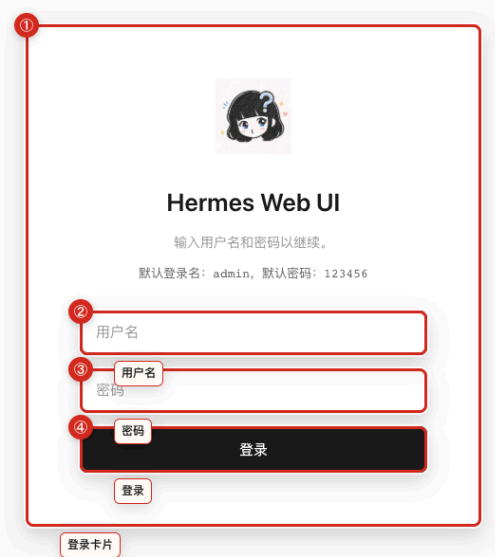 ①
?
Hermes Web UI
输入用户名和密码以继续。
默认登录名：admin，默认密码：123456
②
用户名
③
用户名
密码
④
密码
登录
登录
登录卡片